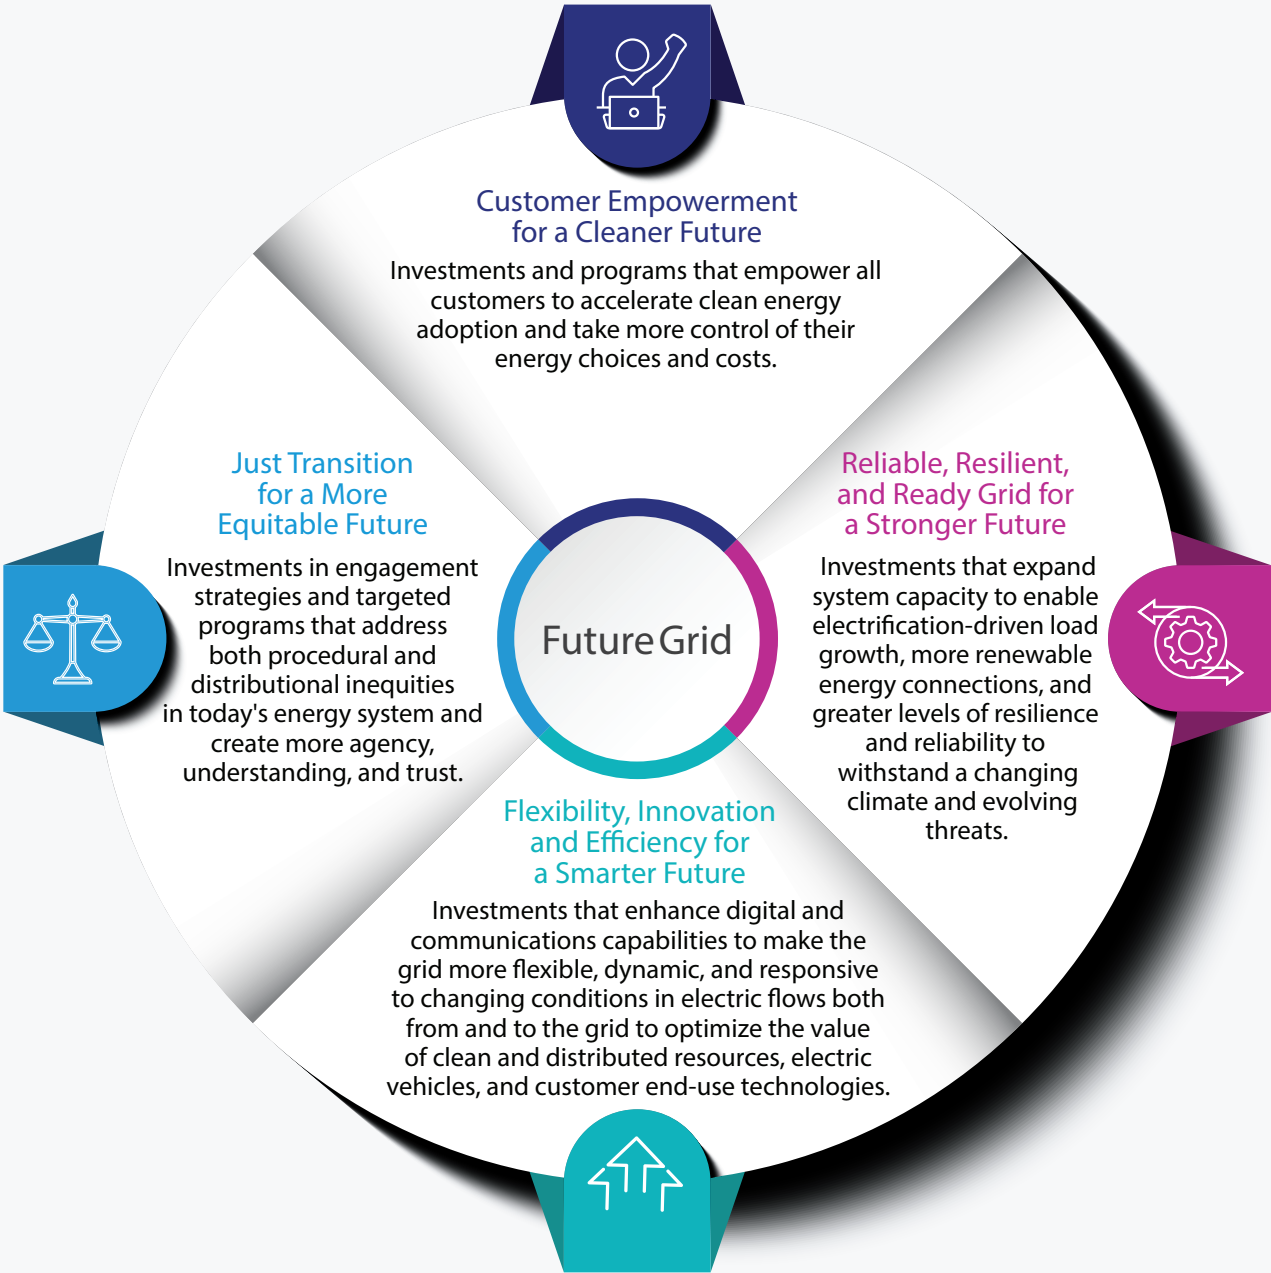 Customer Empowerment
for a Cleaner Future
Investments and programs that empower all
customers to accelerate clean energy
adoption and take more control of their
energy choices and costs.
Just Transition
for a More
Equitable Future
Investments in engagement
strategies and targeted
programs that address
both procedural and
distributional inequities
in today's energy system and
create more agency,
understanding, and trust.
Reliable, Resilient,
and Ready Grid for
a Stronger Future
Investments that expand
system capacity to enable
electrification-driven load
growth, more renewable
energy connections, and
greater levels of resilience
and reliability to
withstand a changing
climate and evolving
threats.
Future Grid
Flexibility, Innovation
and Efficiency for
a Smarter Future
Investments that enhance digital and
communications capabilities to make the
grid more flexible, dynamic, and responsive
to changing conditions in electric flows both
from and to the grid to optimize the value
of clean and distributed resources, electric
vehicles, and customer end-use technologies.